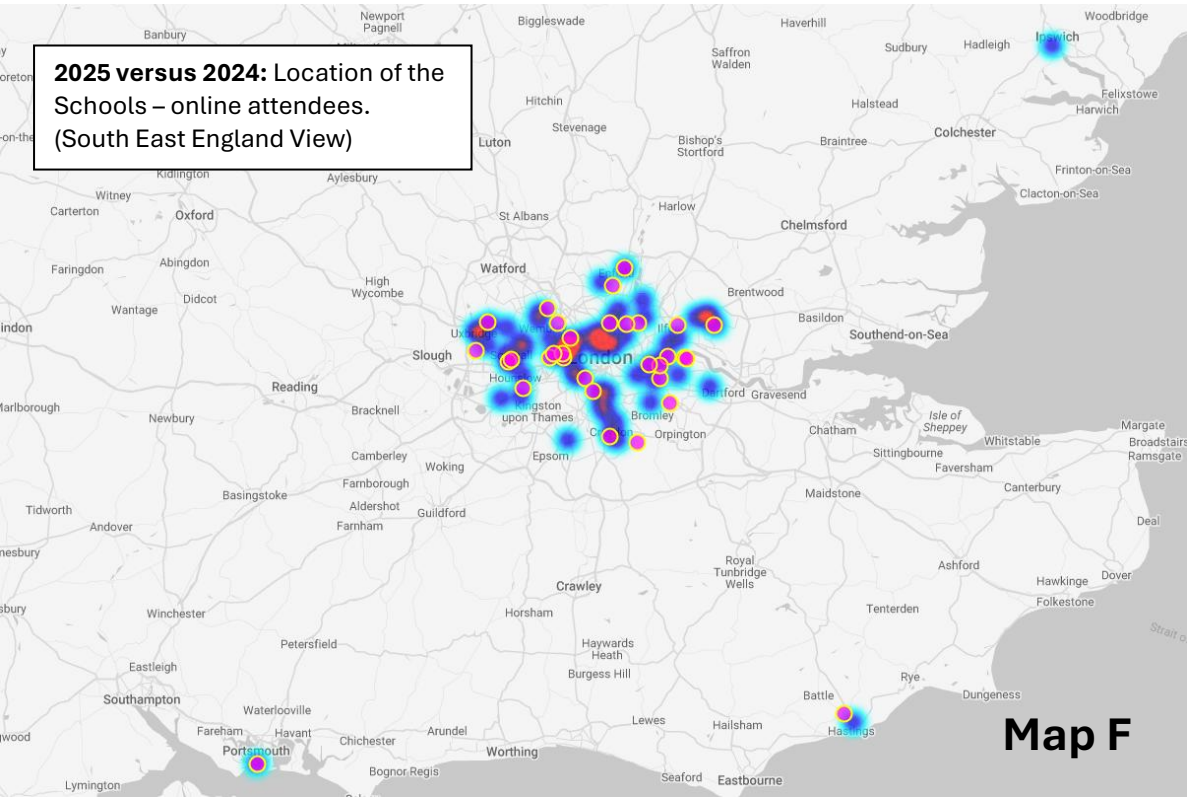 Newport
Pagnell
Biggleswade
Haverhill
Woodbridge
Banbury
Saffron
Walden
Sudbury
Hadleigh
Ipswich
2025 versus 2024: Location of the
Schools – online attendees.
(South East England View)
Hitchin
Stevenage
Halstead
Felixstowe
Harwich
Luton
Bishop's
Stortford
Braintree
Colchester
Kidlington
Aylesbury
Frinton-on-Sea
Clacton-on-Sea
Witney
Carterton
Oxford
St Albans
Harlow
Chelmsford
Faringdon
Abingdon
Watford
Didcot
High
Wycombe
Brentwood
Wantage
Basildon
Southend-on-Sea
Slough
London
Hounslow
Reading
Dartford
Gravesend
Bracknell
Kingston
upon Thames
Bromley
Newbury
Isle of
Sheppey
Margate
Broadstairs
Ramsgate
Chatham
Whitstable
Orpington
Epsom
Camberley
Woking
Sittingbourne
Faversham
Farnborough
Basingstoke
Maidstone
Canterbury
Tidworth
Aldershot
Guildford
Andover
Farnham
Deal
Royal
Tunbridge
Wells
Ashford
Crawley
Hawkinge
Dover
Folkestone
Winchester
Horsham
Tenterden
Petersfield
Haywards
Heath
Burgess Hill
Eastleigh
Southampton
Rye
Battle
Dungeness
Waterlooville
Fareham
Havant
Arundel
Lewes
Hailsham
Hastings
Chichester
Portsmouth
Worthing
Bognor Regis
Seaford
Eastbourne
Lymington
Map F